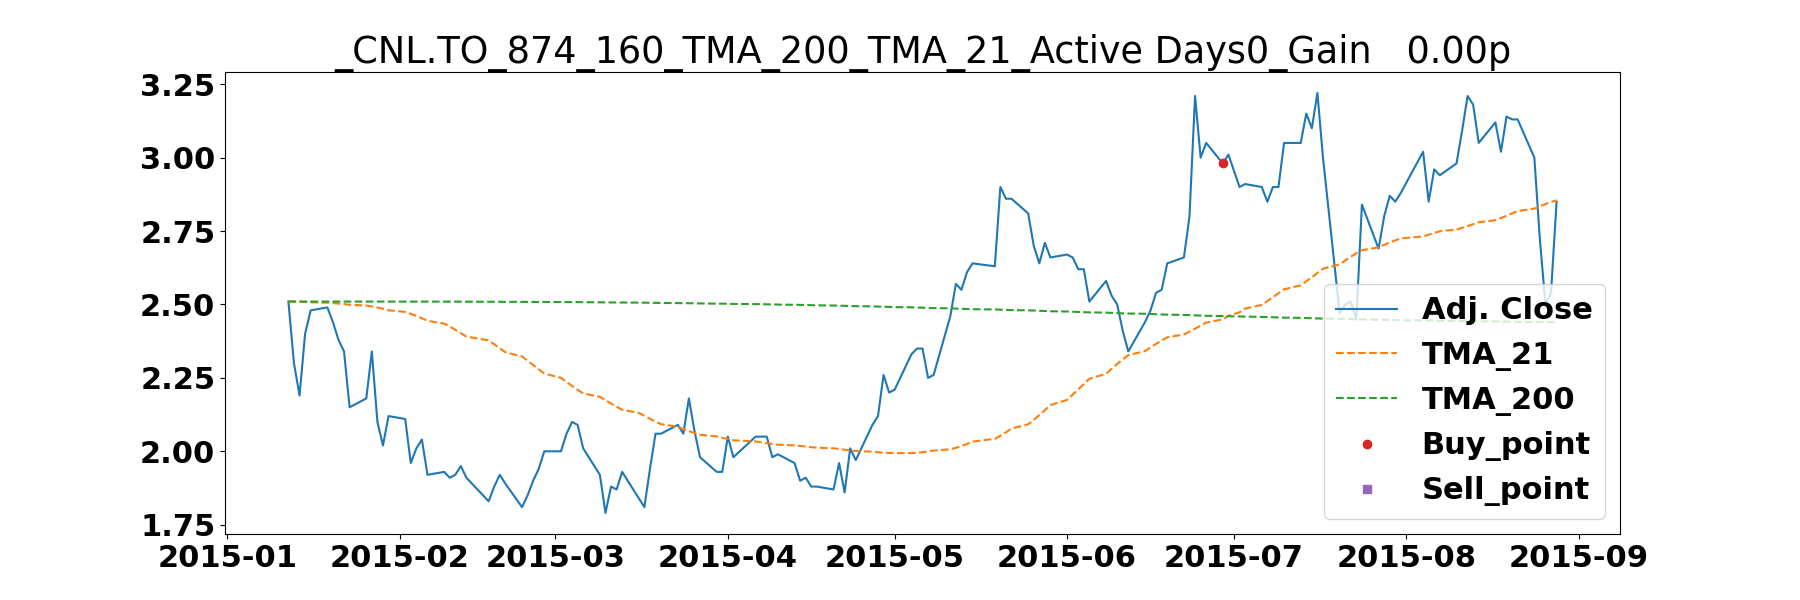 _CNL.TO_874_160_TMA_200_TMA_21_Active Days0_Gain   0.00p
3.25
3.00
2.75
2.50
2.25
2.00
1.75
Adj. Close
TMA_21
TMA_200
Buy_point
Sell_point
2015-01 2015-02 2015-03 2015-04 2015-05 2015-06 2015-07 2015-08 2015-09